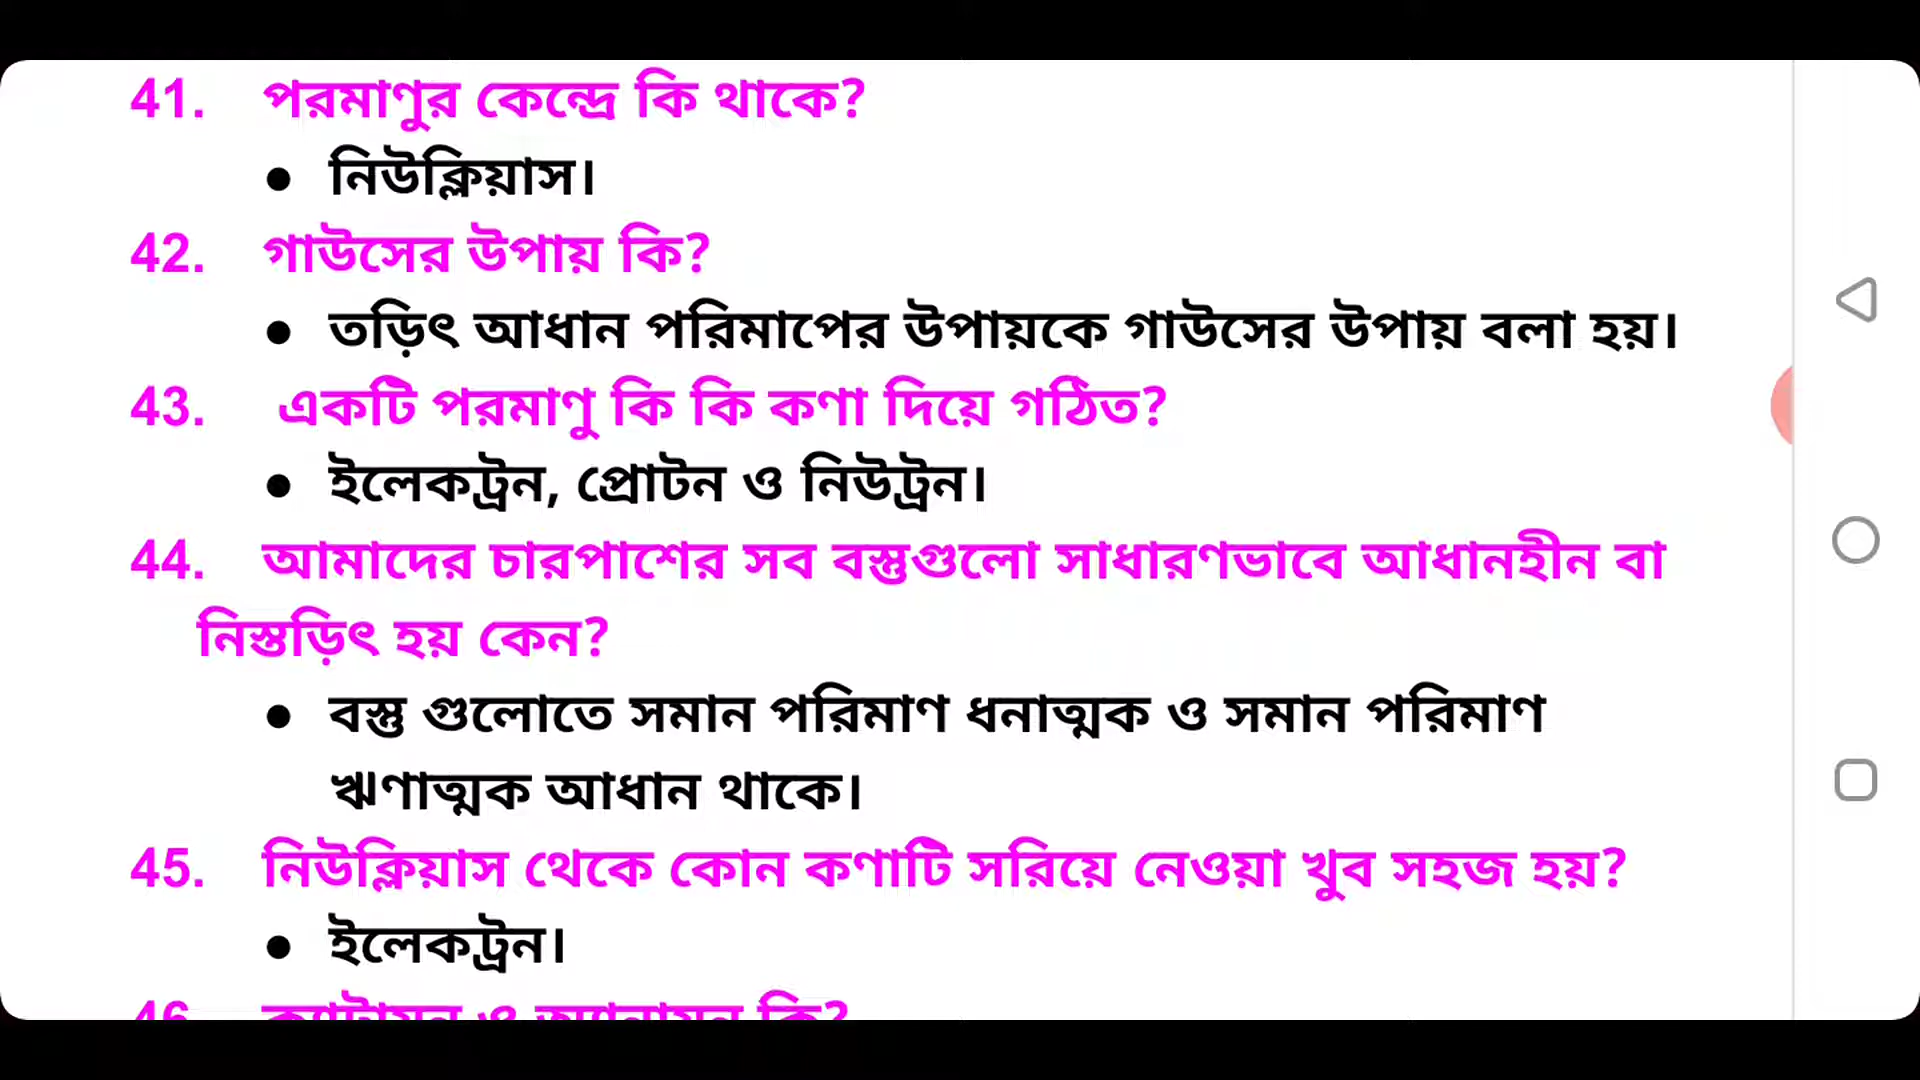 41. পরমাণুর কেন্দ্রে কি থাকে?
● নিউক্লিয়াস।
42. গাউসের উপায় কি?
● তড়িৎ আধান পরিমাপের উপায়কে গাউসের উপায় বলা হয়।
43. একটি পরমাণু কি কি কণা দিয়ে গঠিত?
● ইলেকট্রন, প্রোটন ও নিউট্রন।
44. আমাদের চারপাশের সব বস্তুগুলো সাধারণভাবে আধানহীন বা
নিস্তড়িৎ হয় কেন?
● বস্তু গুলোতে সমান পরিমাণ ধনাত্মক ও সমান পরিমাণ
ঋণাত্মক আধান থাকে।
45. নিউক্লিয়াস থেকে কোন কণাটি সরিয়ে নেওয়া খুব সহজ হয়?
● ইলেকট্রন।
46. ক্যাটায়ন ও অ্যানায়ন কি?